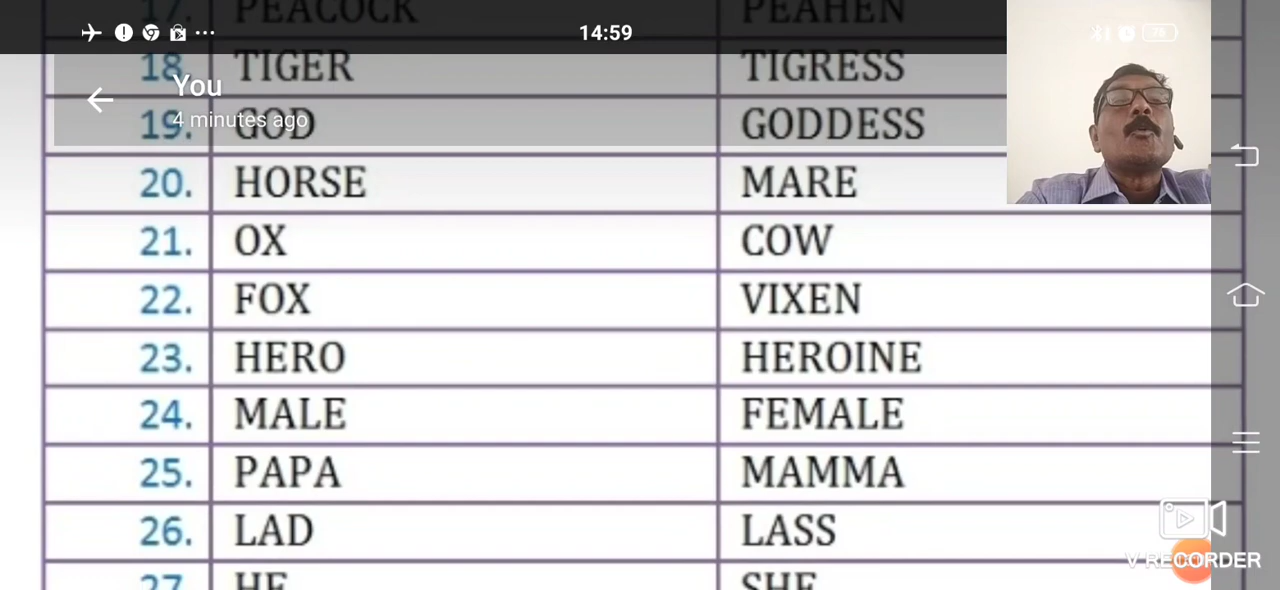 17. PEACOCK PEAHEN
14:59
26
18. TIGER TIGRESS
You
4 minutes ago
19. GOD GODDESS
20. HORSE MARE
21. OX COW
22. FOX VIXEN
23. HERO HEROINE
24. MALE FEMALE
25. PAPA MAMMA
26. LAD LASS
27. HE SHE
V RECORDER